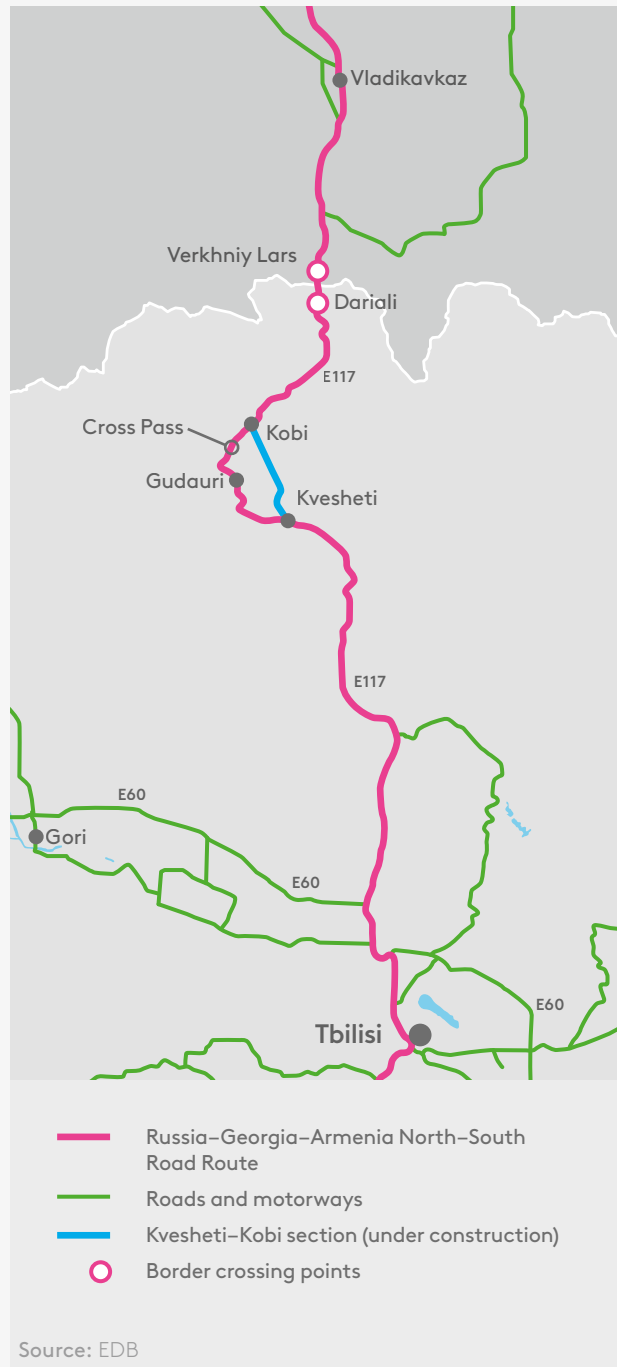 Vladikavkaz
Verkhniy Lars
Dariali
E117
Cross Pass
Kobi
Gudauri
Kvesheti
E117
E60
Gori
E60
E60
Tbilisi
Russia–Georgia–Armenia North–South
Road Route
Roads and motorways
Kvesheti–Kobi section (under construction)
Border crossing points
Source: EDB